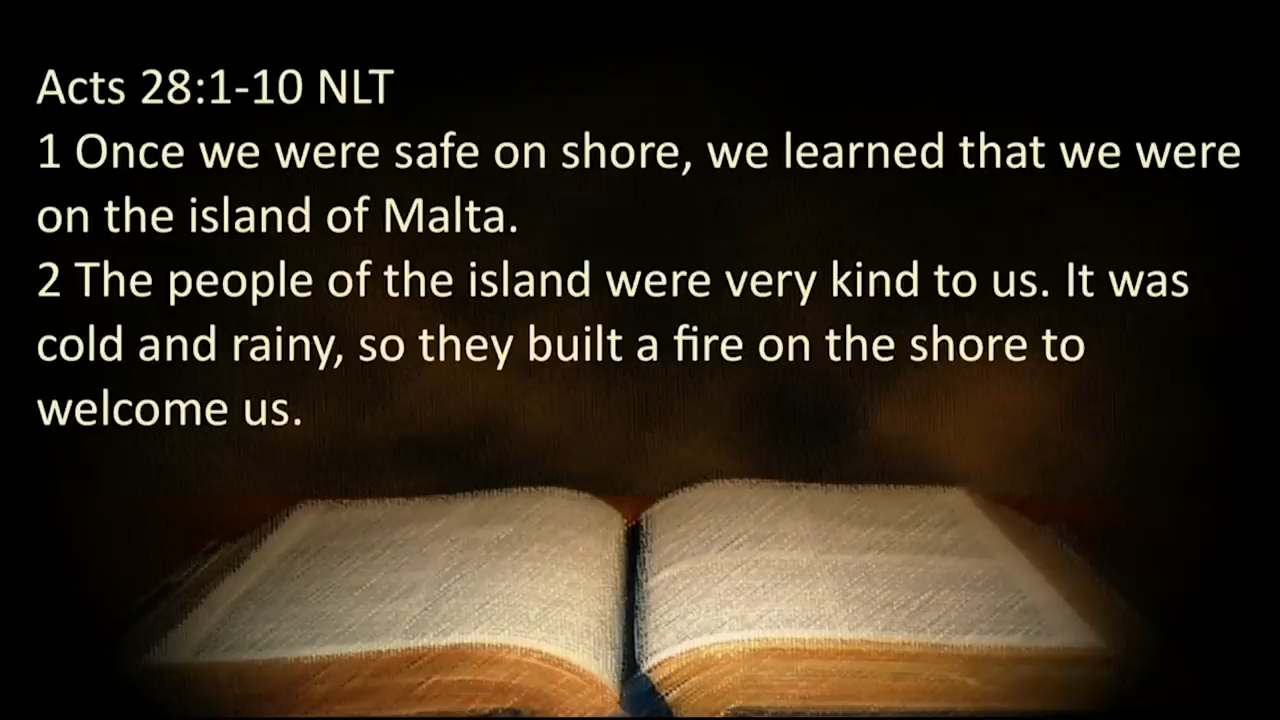 Acts 28:1-10 NLT
1 Once we were safe on shore, we learned that we were
on the island of Malta.
2 The people of the island were very kind to us. It was
cold and rainy, so they built a fire on the shore to
welcome us.